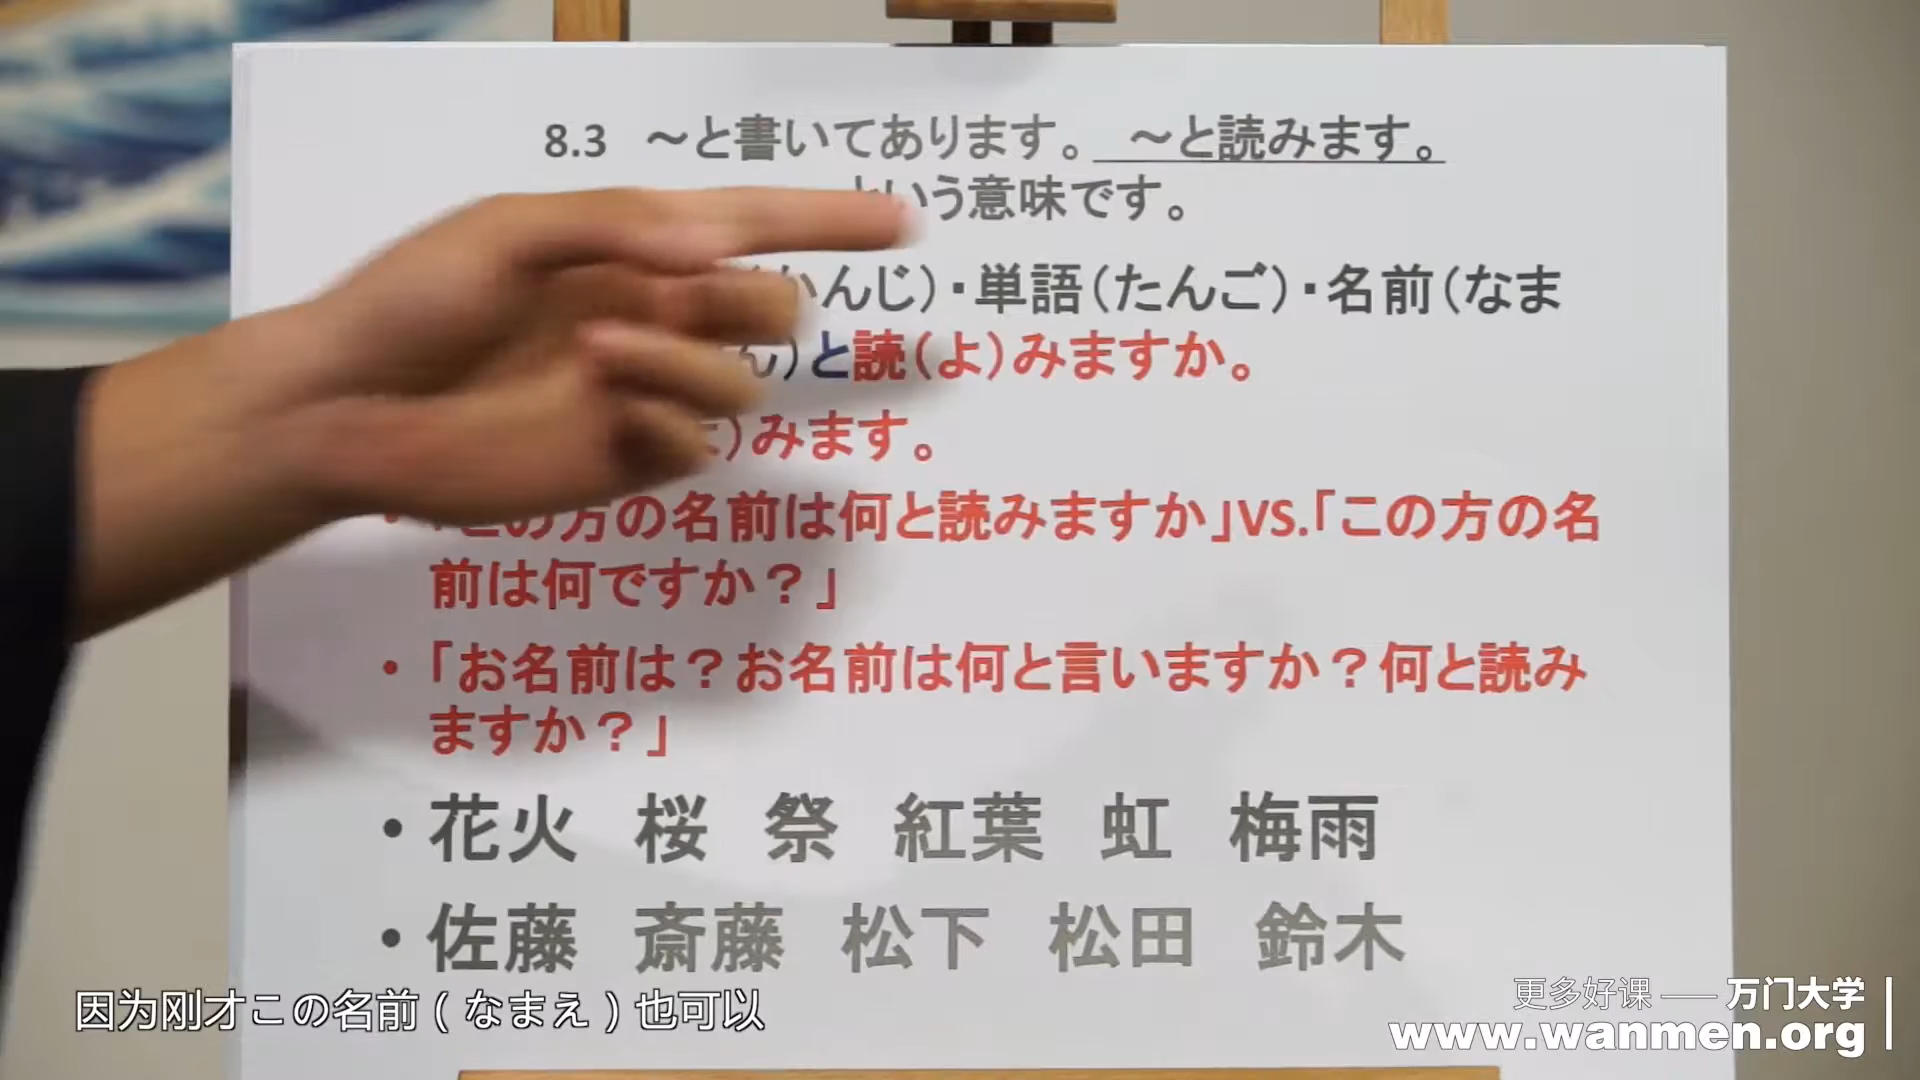 8.3 ～と書いてあります。 ～と読みます。
いう意味です。
かんじ)・単語(たんご)・名前(なま
ん)と読(よ)みますか。
)みます。
・「この方の名前は何と読みますか」VS.「この方の名
前は何ですか？」
・「お名前は？お名前は何と言いますか？何と読み
ますか？」
・花火 桜 祭 紅葉 虹 梅雨
・佐藤 斎藤 松下 松田 鈴木
因为刚才この名前(なまえ)也可以
更多好课 —— 万门大学
www.wanmen.org